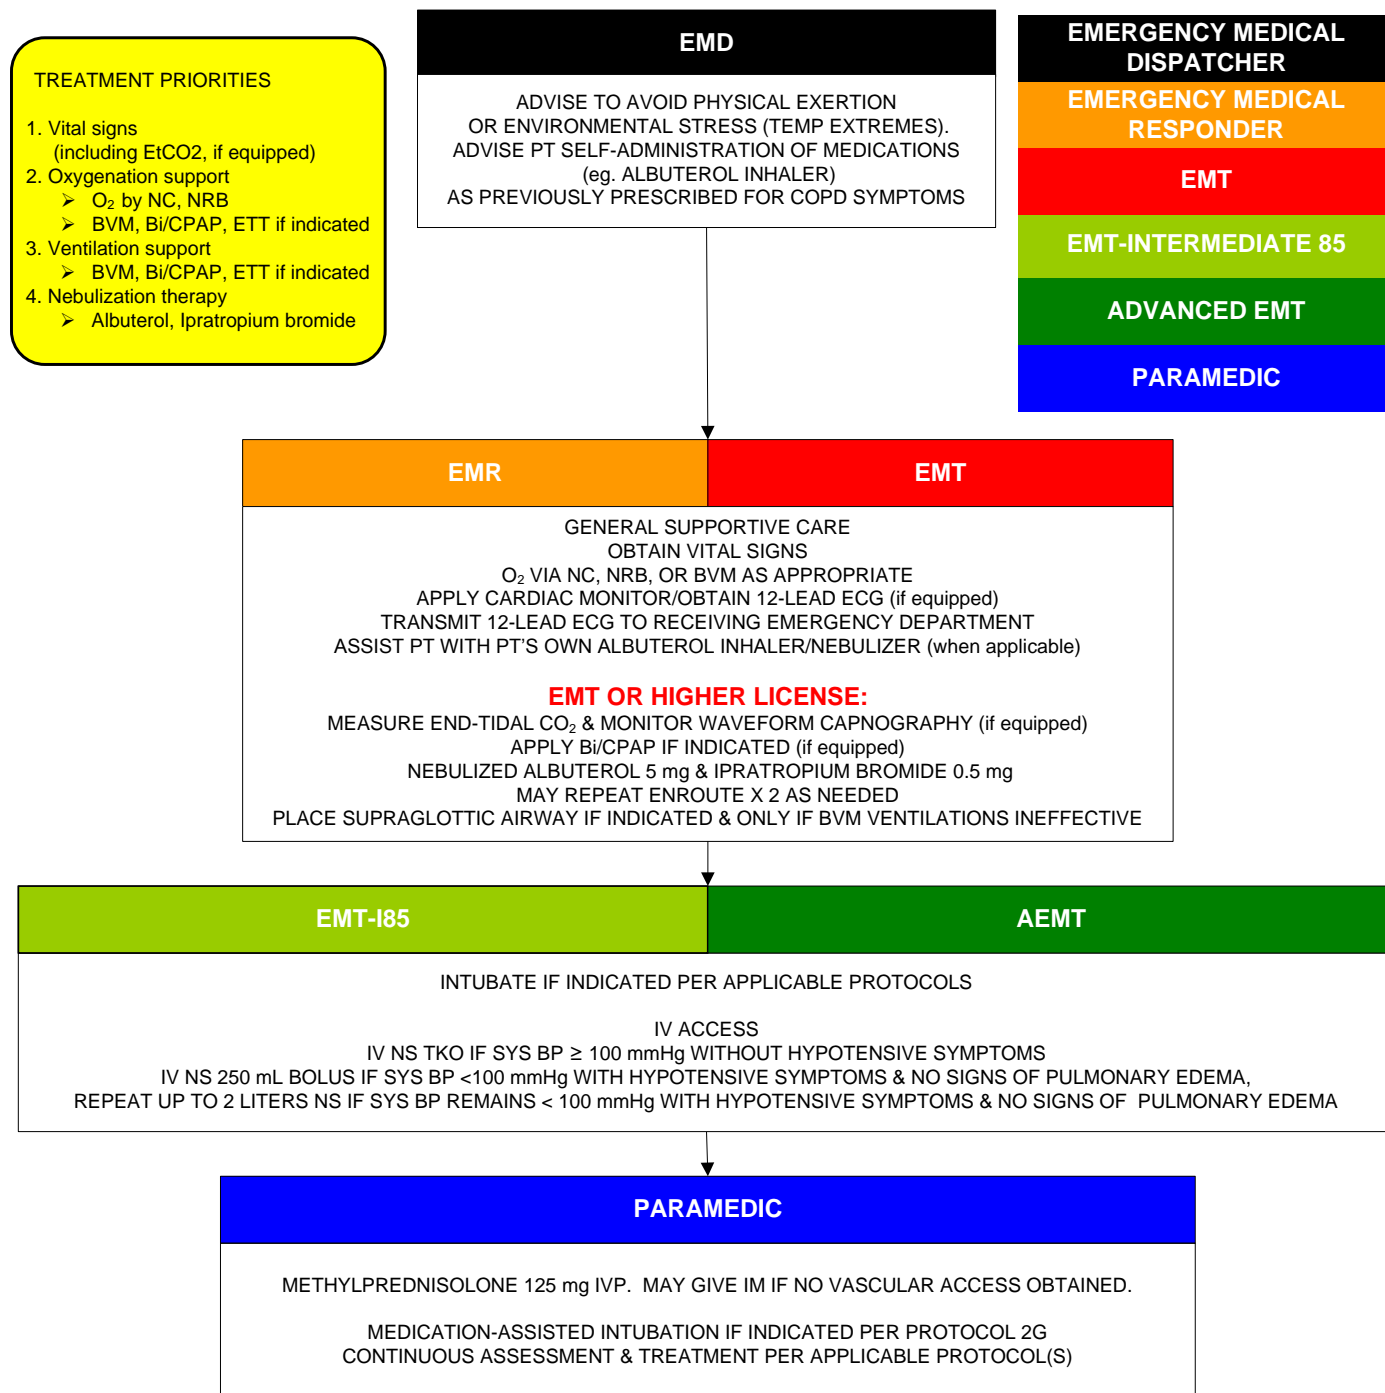 TREATMENT PRIORITIES
1. Vital signs
(including EtCO2, if equipped)
2. Oxygenation support
➢ O₂ by NC, NRB
➢ BVM, Bi/CPAP, ETT if indicated
3. Ventilation support
➢ BVM, Bi/CPAP, ETT if indicated
4. Nebulization therapy
➢ Albuterol, Ipratropium bromide
EMD
ADVISE TO AVOID PHYSICAL EXERTION
OR ENVIRONMENTAL STRESS (TEMP EXTREMES).
ADVISE PT SELF-ADMINISTRATION OF MEDICATIONS
(eg. ALBUTEROL INHALER)
AS PREVIOUSLY PRESCRIBED FOR COPD SYMPTOMS
EMERGENCY MEDICAL
DISPATCHER
EMERGENCY MEDICAL
RESPONDER
EMT
EMT-INTERMEDIATE 85
ADVANCED EMT
PARAMEDIC
EMR
EMT
GENERAL SUPPORTIVE CARE
OBTAIN VITAL SIGNS
O₂ VIA NC, NRB, OR BVM AS APPROPRIATE
APPLY CARDIAC MONITOR/OBTAIN 12-LEAD ECG (if equipped)
TRANSMIT 12-LEAD ECG TO RECEIVING EMERGENCY DEPARTMENT
ASSIST PT WITH PT'S OWN ALBUTEROL INHALER/NEBULIZER (when applicable)
EMT OR HIGHER LICENSE:
MEASURE END-TIDAL CO₂ & MONITOR WAVEFORM CAPNOGRAPHY (if equipped)
APPLY Bi/CPAP IF INDICATED (if equipped)
NEBULIZED ALBUTEROL 5 mg & IPRATROPIUM BROMIDE 0.5 mg
MAY REPEAT ENROUTE X 2 AS NEEDED
PLACE SUPRAGLOTTIC AIRWAY IF INDICATED & ONLY IF BVM VENTILATIONS INEFFECTIVE
EMT-I85
AEMT
INTUBATE IF INDICATED PER APPLICABLE PROTOCOLS
IV ACCESS
IV NS TKO IF SYS BP ≥ 100 mmHg WITHOUT HYPOTENSIVE SYMPTOMS
IV NS 250 mL BOLUS IF SYS BP <100 mmHg WITH HYPOTENSIVE SYMPTOMS & NO SIGNS OF PULMONARY EDEMA,
REPEAT UP TO 2 LITERS NS IF SYS BP REMAINS < 100 mmHg WITH HYPOTENSIVE SYMPTOMS & NO SIGNS OF PULMONARY EDEMA
PARAMEDIC
METHYLPREDNISOLONE 125 mg IVP. MAY GIVE IM IF NO VASCULAR ACCESS OBTAINED.
MEDICATION-ASSISTED INTUBATION IF INDICATED PER PROTOCOL 2G
CONTINUOUS ASSESSMENT & TREATMENT PER APPLICABLE PROTOCOL(S)